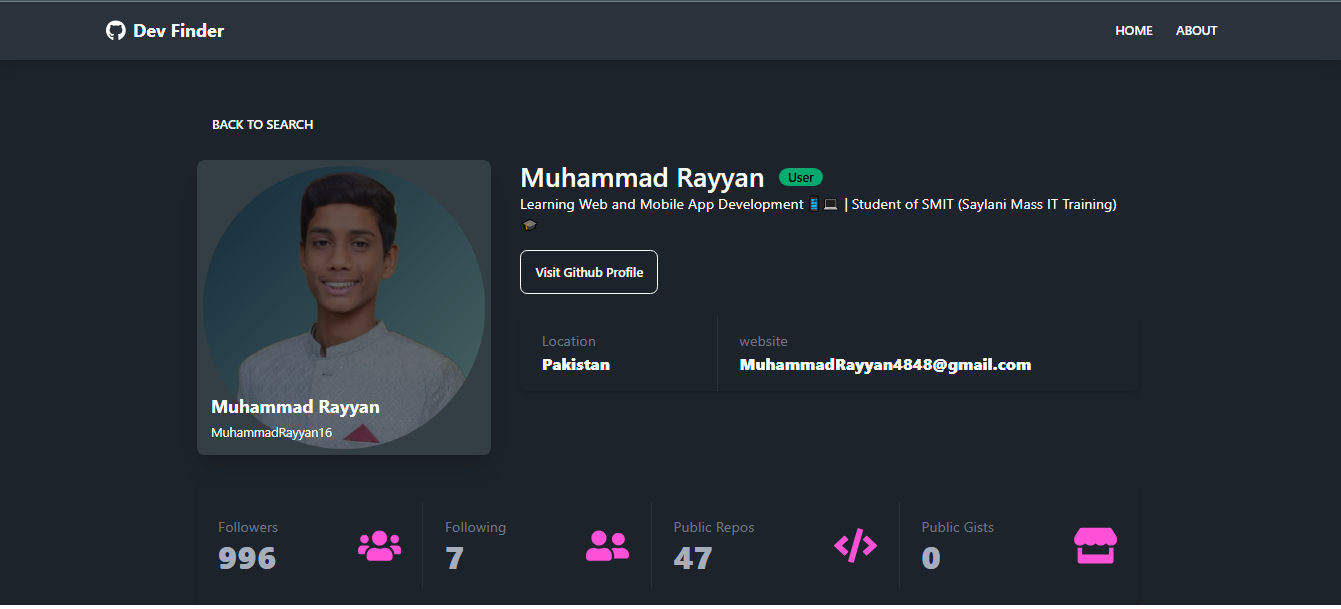 Dev Finder
HOME
ABOUT
BACK TO SEARCH
Muhammad Rayyan
MuhammadRayyan16
Muhammad Rayyan
User
Learning Web and Mobile App Development 📱💻 | Student of SMIT (Saylani Mass IT Training)
🎓
Visit Github Profile
Location
Pakistan
website
MuhammadRayyan4848@gmail.com
Followers
996
Following
7
Public Repos
47
Public Gists
0